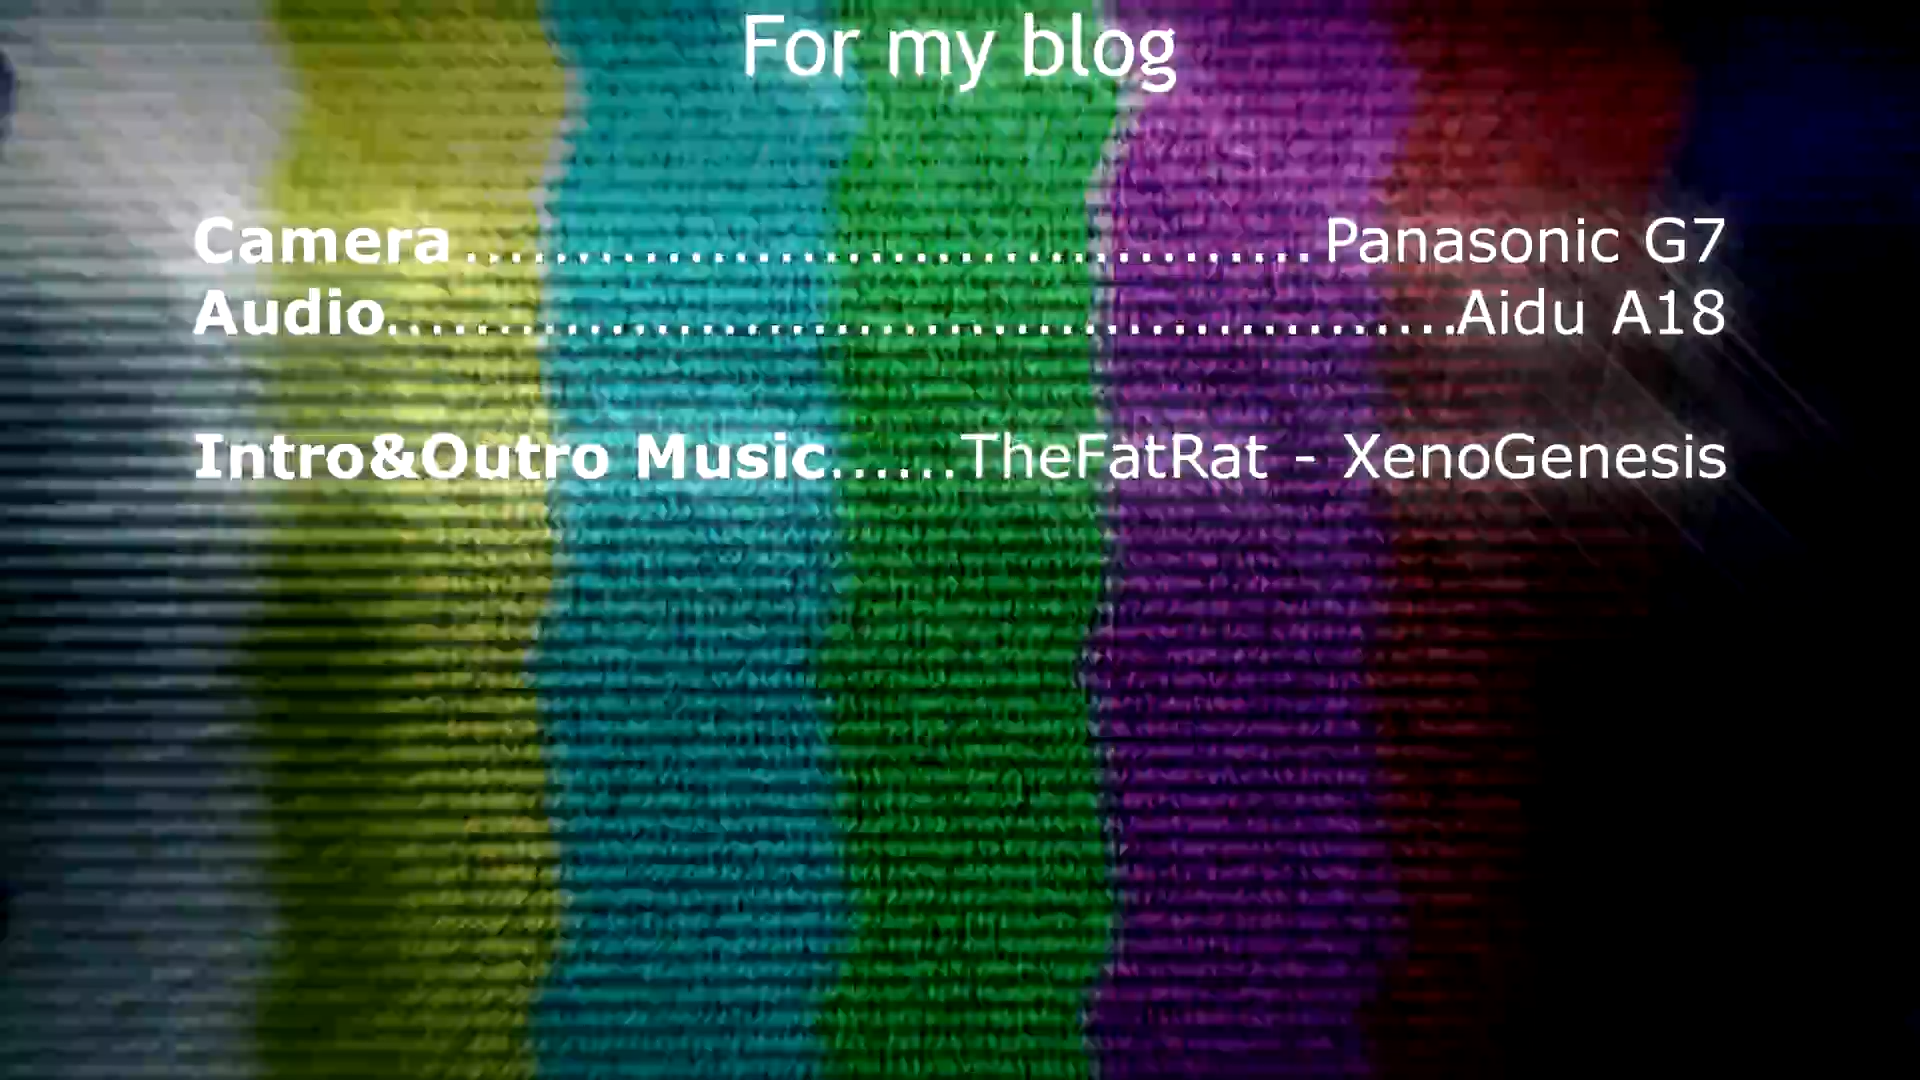 For my blog
Camera......................................Panasonic G7
Audio................................................Aidu A18
Intro&Outro Music......TheFatRat - XenoGenesis